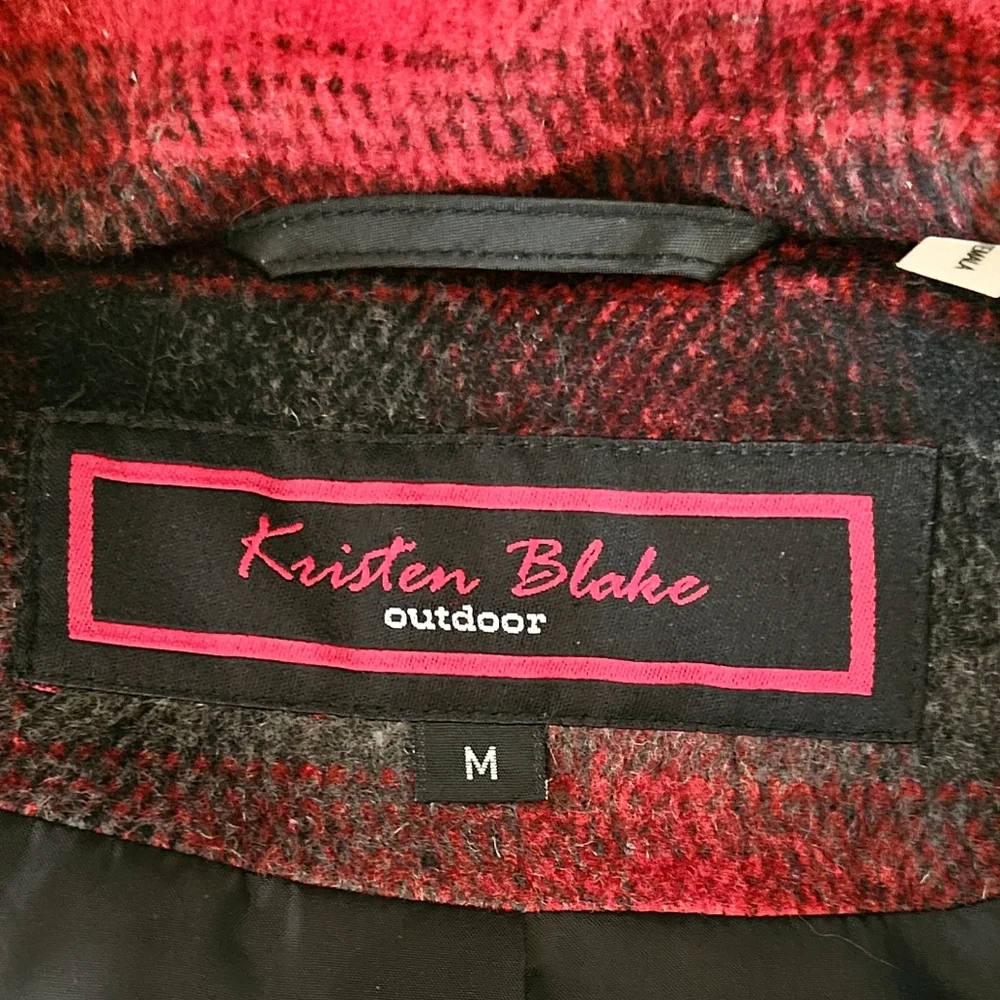 Kristen Blake
outdoor
M